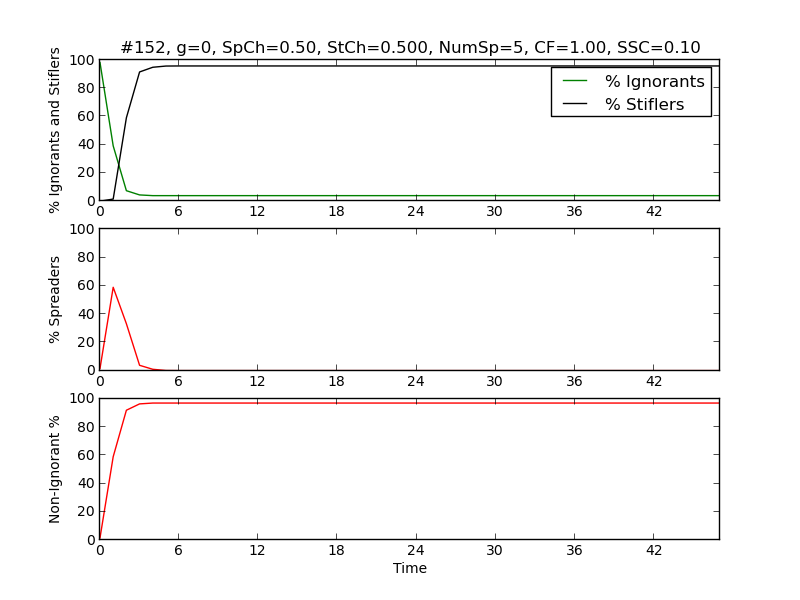 #152, g=0, SpCh=0.50, StCh=0.500, NumSp=5, CF=1.00, SSC=0.10
% Ignorants and Stiflers
100
80
60
40
20
0
% Ignorants
% Stiflers
0 6 12 18 24 30 36 42
% Spreaders
100
80
60
40
20
0
0 6 12 18 24 30 36 42
Non-Ignorant %
100
80
60
40
20
0
0 6 12 18 24 30 36 42
Time